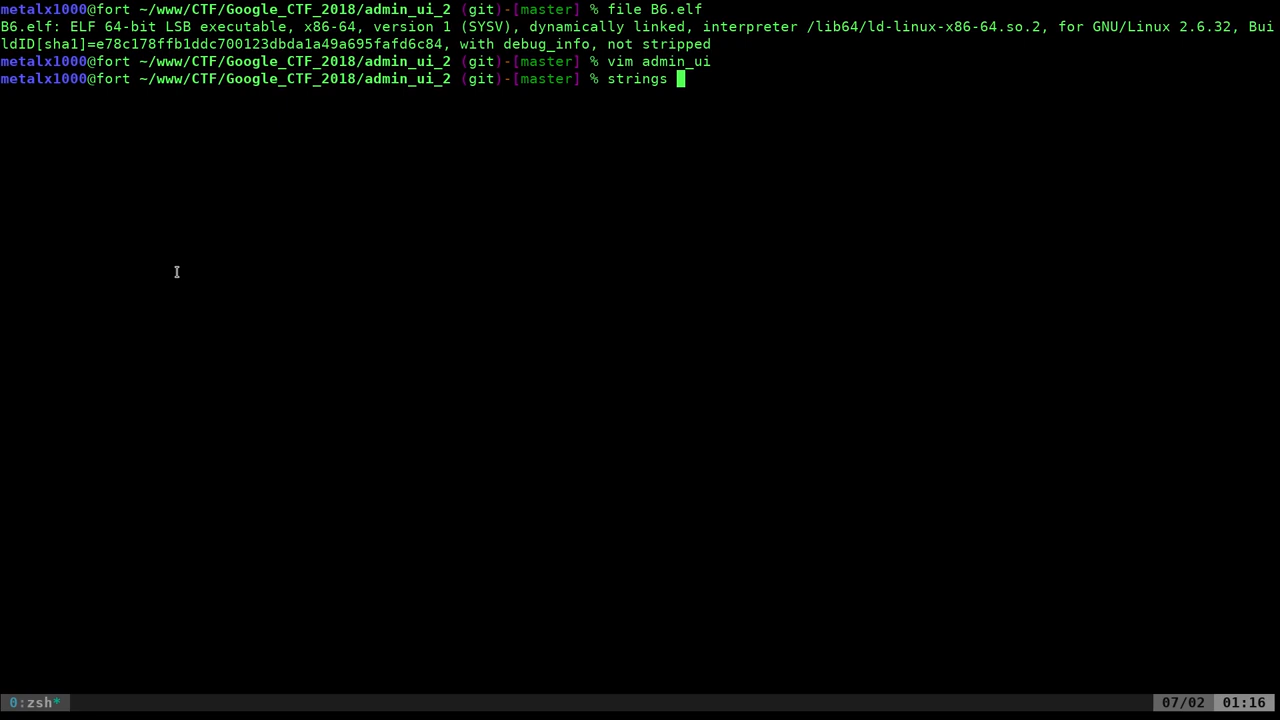 metalx1000@fort ~/www/CTF/Google_CTF_2018/admin_ui_2 (git)-[master] % file B6.elf
B6.elf: ELF 64-bit LSB executable, x86-64, version 1 (SYSV), dynamically linked, interpreter /lib64/ld-linux-x86-64.so.2, for GNU/Linux 2.6.32, Bui
ldID[sha1]=e78c178ffb1ddc700123dbda1a49a695fafd6c84, with debug_info, not stripped
metalx1000@fort ~/www/CTF/Google_CTF_2018/admin_ui_2 (git)-[master] % vim admin_ui
metalx1000@fort ~/www/CTF/Google_CTF_2018/admin_ui_2 (git)-[master] % strings
0:zsh* 07/02 01:16